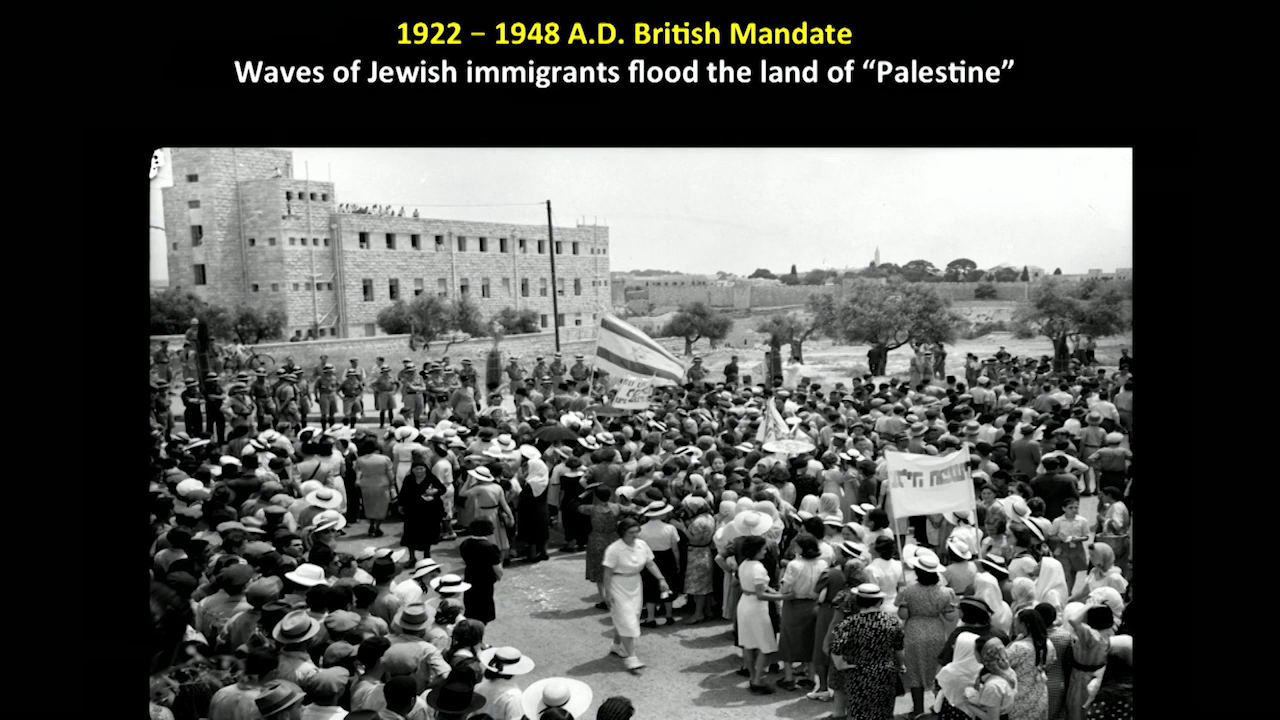 1922 – 1948 A.D. British Mandate
Waves of Jewish immigrants flood the land of “Palestine”